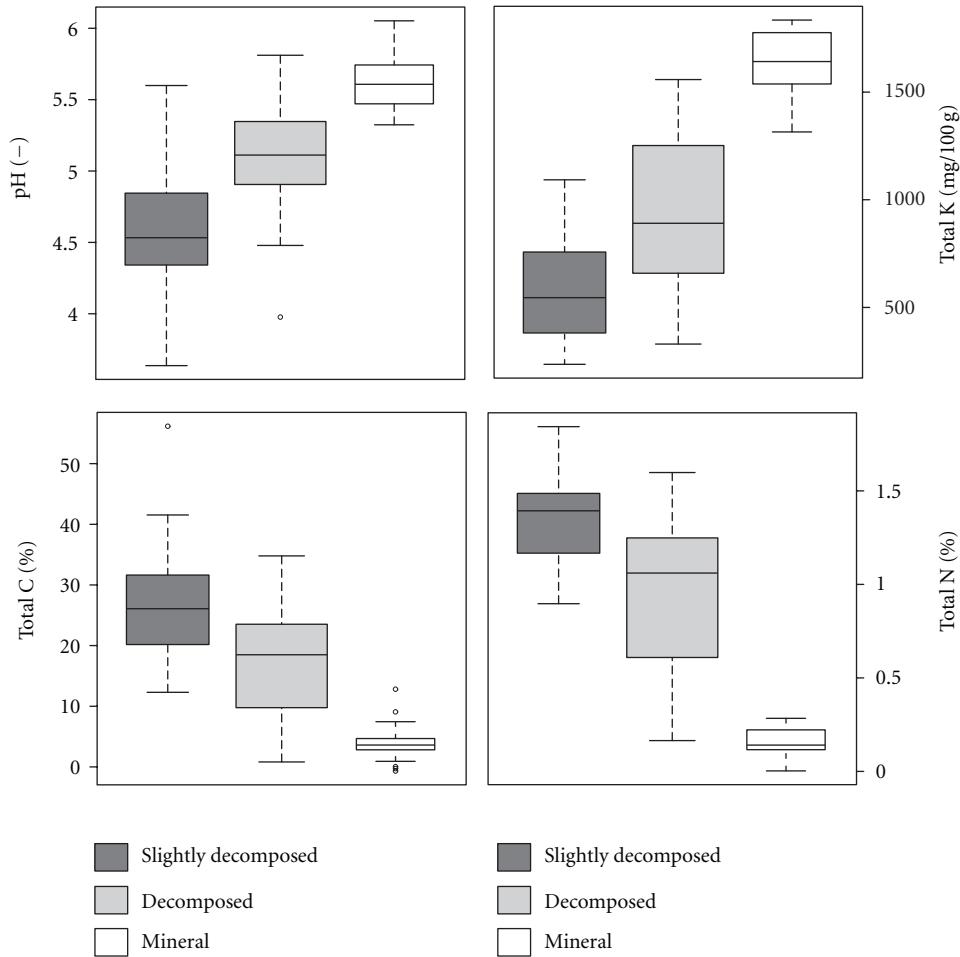 6
5.5
5
4.5
4
pH (−)
1500
1000
500
Total K (mg/100 g)
50
40
30
20
10
0
Total C (%)
1.5
1
0.5
0
Total N (%)
Slightly decomposed
Decomposed
Mineral
Slightly decomposed
Decomposed
Mineral